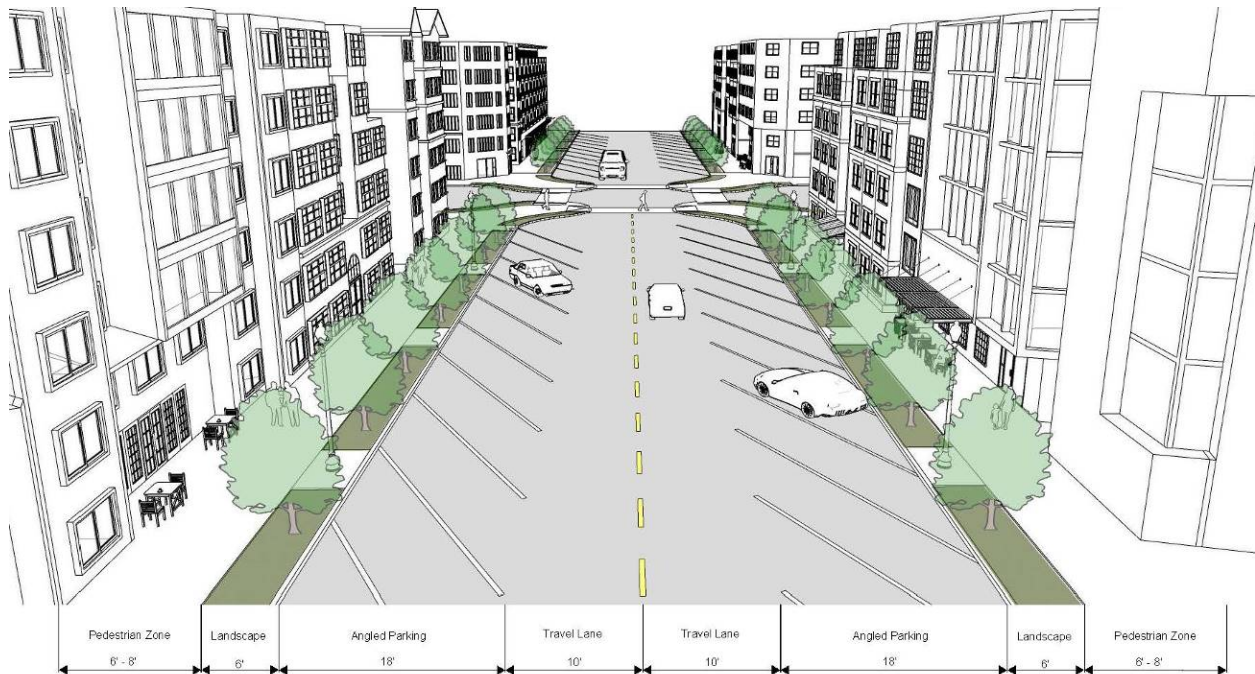 Pedestrian Zone Landscape Angled Parking Travel Lane Travel Lane Angled Parking Landscape Pedestrian Zone
6' - 8' 6' 18' 10' 10' 18' 6' 6' - 8'